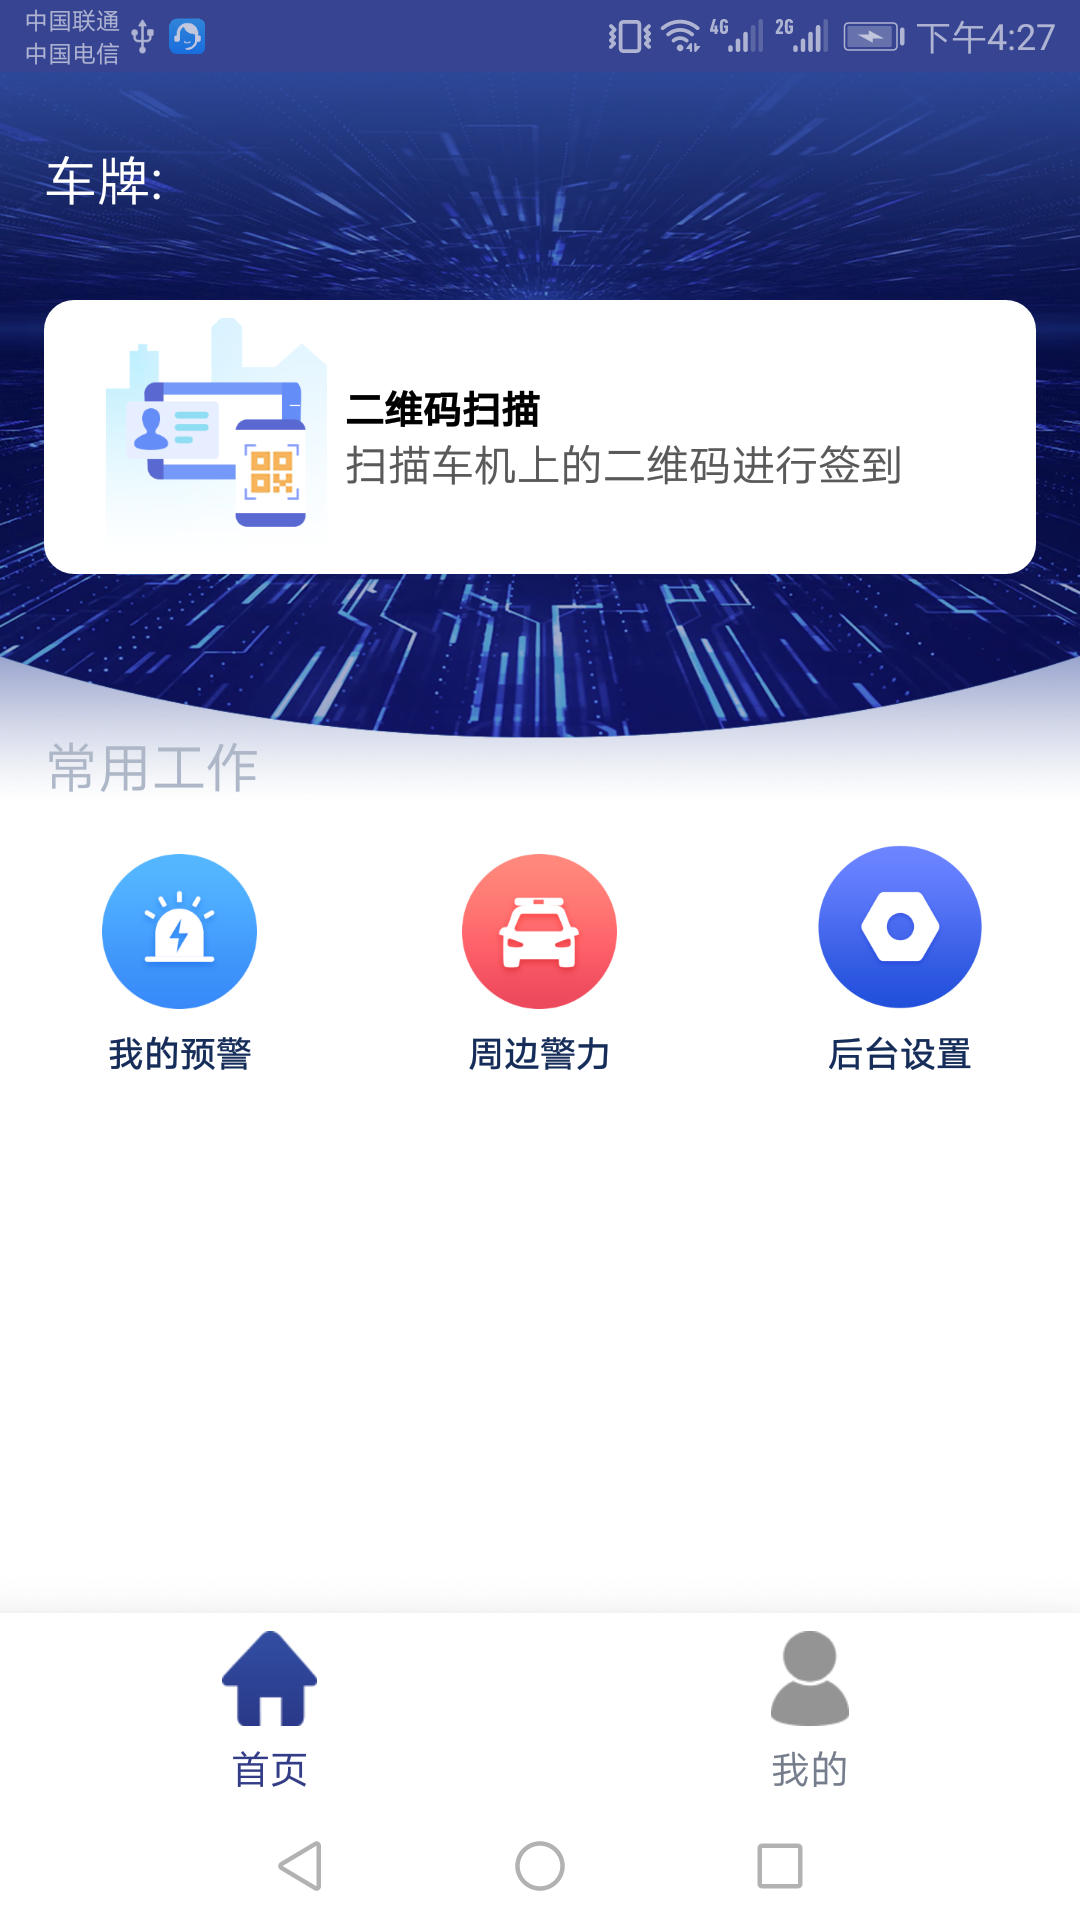 中国联通
中国电信
4G 2G 下午4:27
车牌:
二维码扫描
扫描车机上的二维码进行签到
常用工作
我的预警 周边警力 后台设置
首页 我的